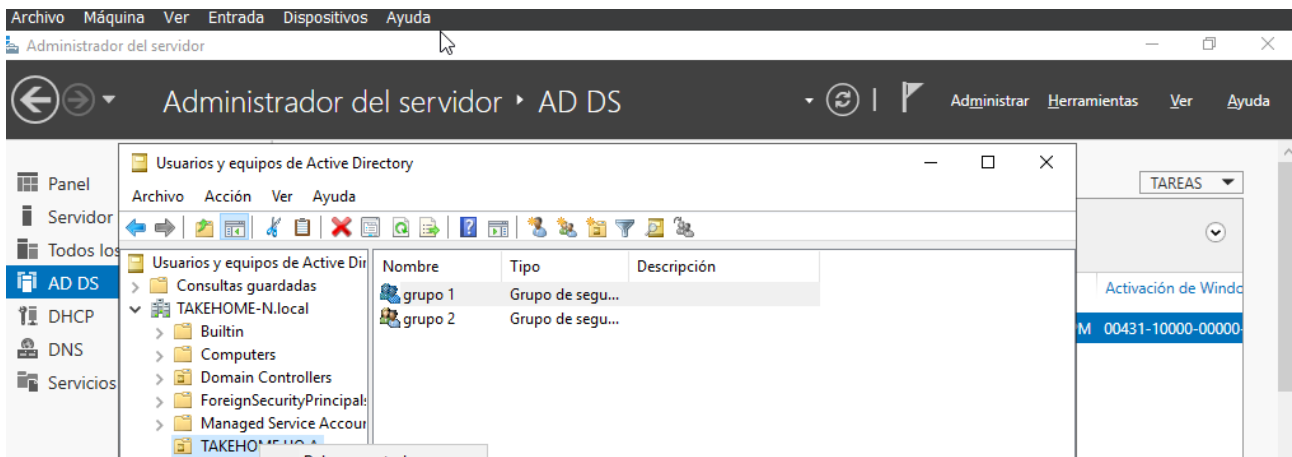 Archivo Máquina Ver Entrada Dispositivos Ayuda
Administrador del servidor
Administrador del servidor ‣ AD DS
Administrar Herramientas Ver Ayuda
Panel
Servidor
Todos los
AD DS
DHCP
DNS
Servicios
Usuarios y equipos de Active Directory
Archivo Acción Ver Ayuda
Usuarios y equipos de Active Dir
Consultas guardadas
TAKEHOME-N.local
Builtin
Computers
Domain Controllers
ForeignSecurityPrincipals
Managed Service Accour
Nombre Tipo Descripción
grupo 1 Grupo de segu...
grupo 2 Grupo de segu...
TAREAS
Activación de Windo
00431-10000-00000-